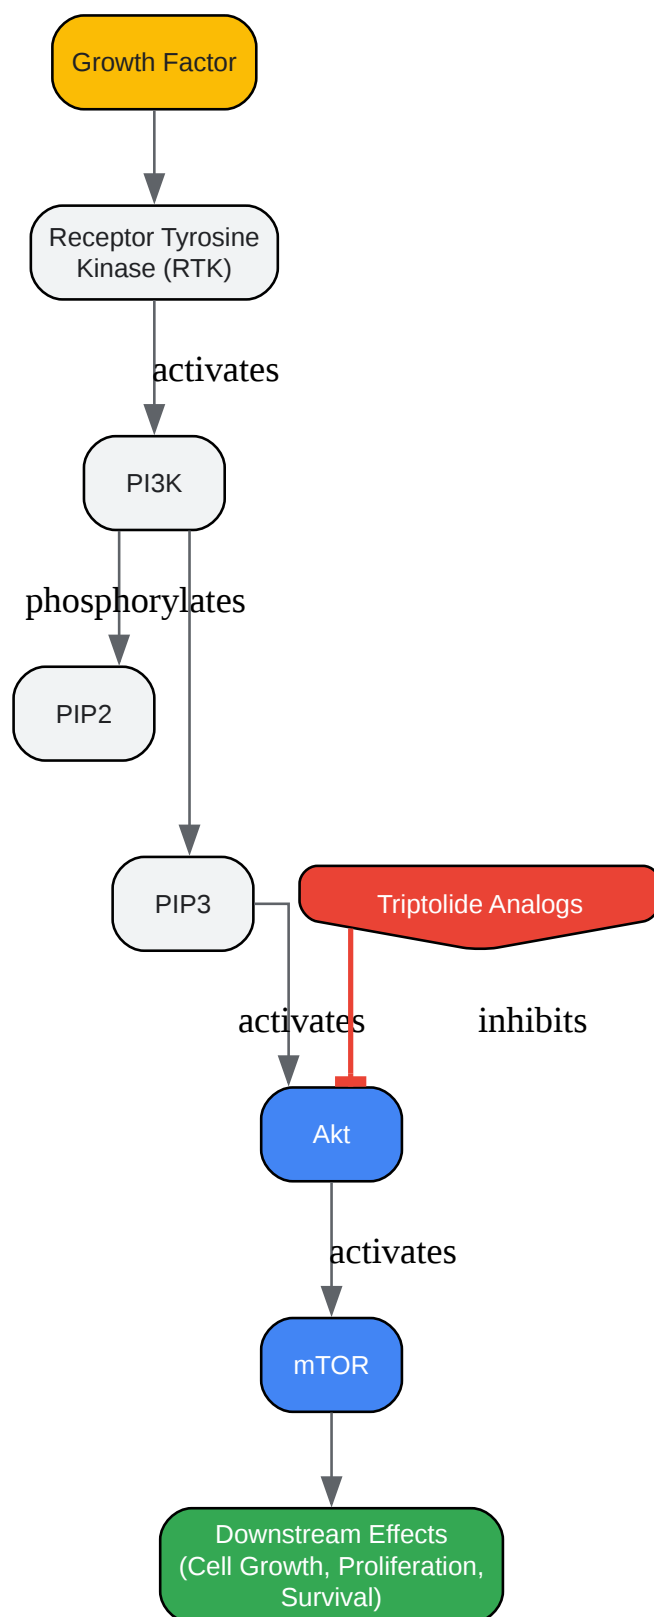 Growth Factor
Receptor Tyrosine
Kinase (RTK)
activates
PI3K
phosphorylates
PIP2
PIP3
Triptolide Analogs
activates
inhibits
Akt
activates
mTOR
Downstream Effects
(Cell Growth, Proliferation,
Survival)